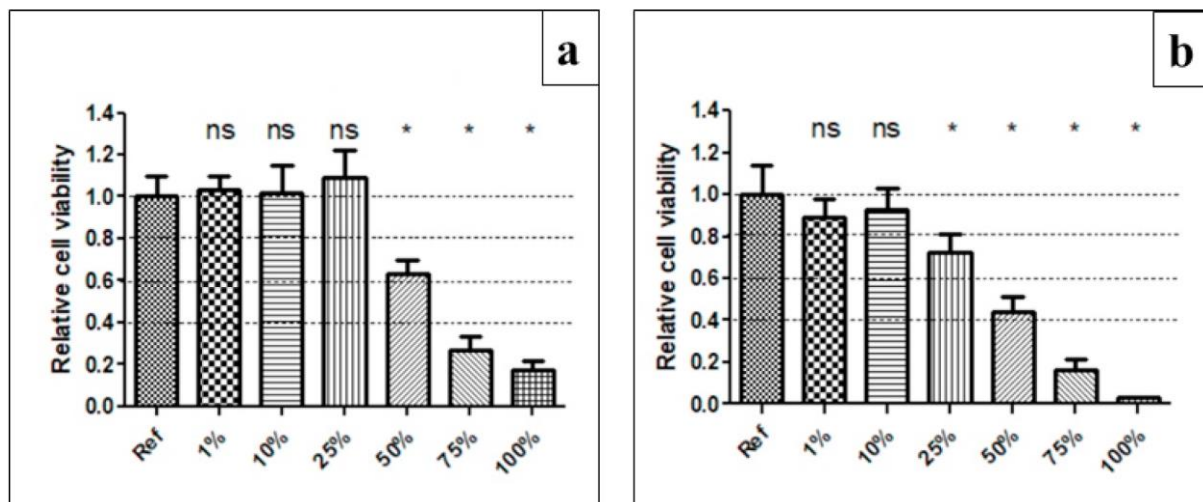 a
1.4
1.2
1.0
0.8
0.6
0.4
0.2
0.0
Relative cell viability
ns ns ns * * *
Ref 1% 10% 25% 50% 75% 100%
b
1.4
1.2
1.0
0.8
0.6
0.4
0.2
0.0
Relative cell viability
ns ns * * * *
Ref 1% 10% 25% 50% 75% 100%